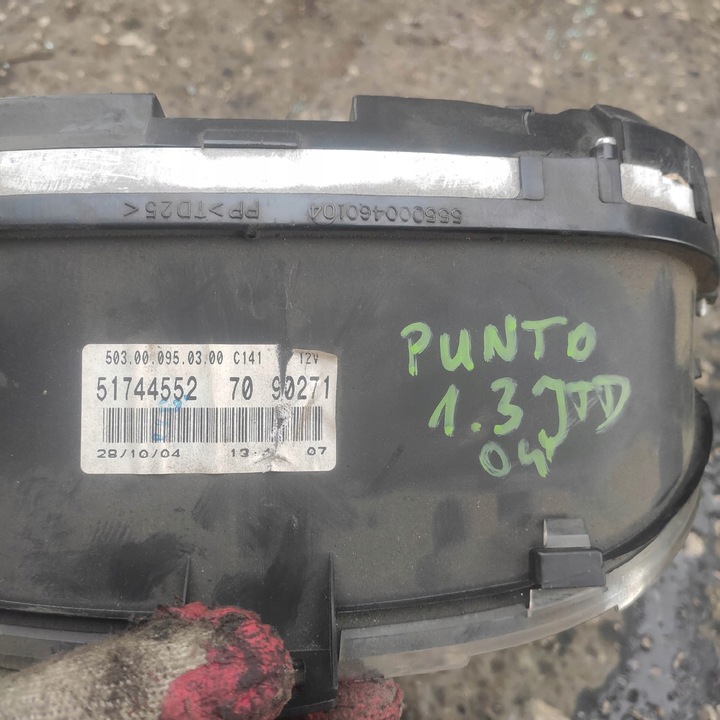 PP>TD25< 555000460104
503.00.095.03.00 C141 12V
51744552 70 90271
28/10/04 13 07
PUNTO
1.3 JTD
04